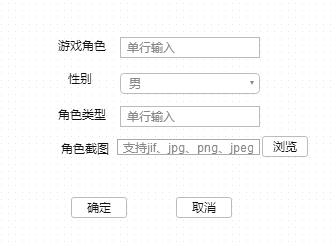 游戏角色 单行输入
性别 男
角色类型 单行输入
角色截图 支持jif、jpg、png、jpeg 浏览
确定 取消